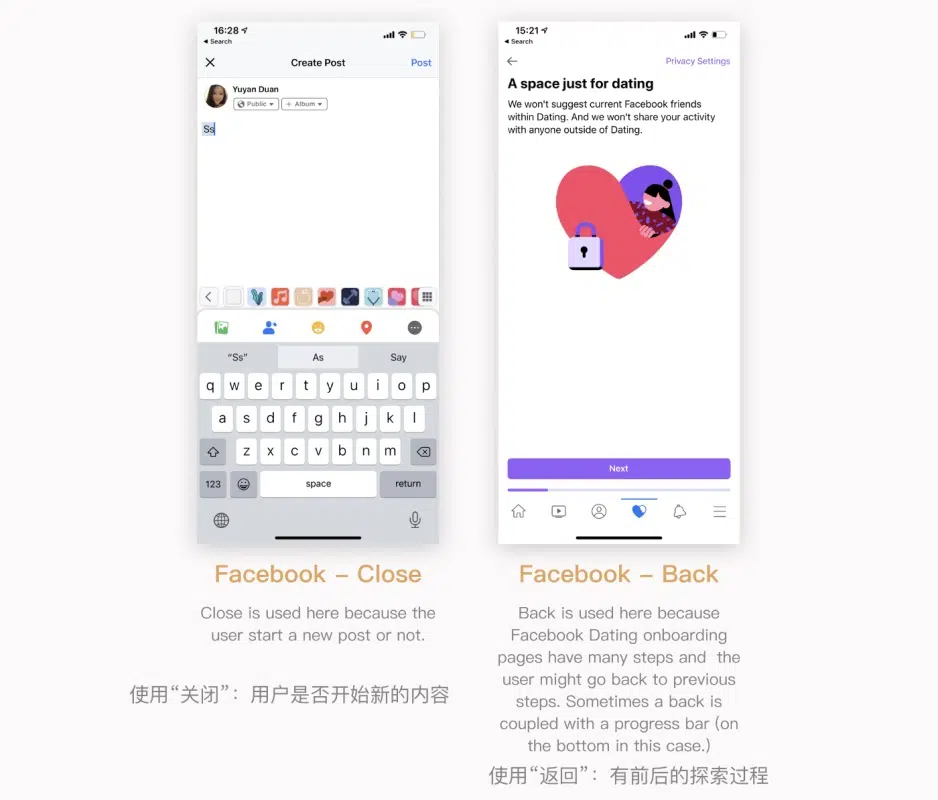 16:28
Search
Create Post
Post
Yuyan Duan
Public
+ Album
Ss
"Ss"
As
Say
q w e r t y u i o p
a s d f g h j k l
z x c v b n m
123
space
return
Facebook – Close
Close is used here because the
user start a new post or not.
使用“关闭”：用户是否开始新的内容
15:21
Search
Privacy Settings
A space just for dating
We won't suggest current Facebook friends
within Dating. And we won't share your activity
with anyone outside of Dating.
Next
Facebook – Back
Back is used here because
Facebook Dating onboarding
pages have many steps and the
user might go back to previous
steps. Sometimes a back is
coupled with a progress bar (on
the bottom in this case.)
使用“返回”：有前后的探索过程